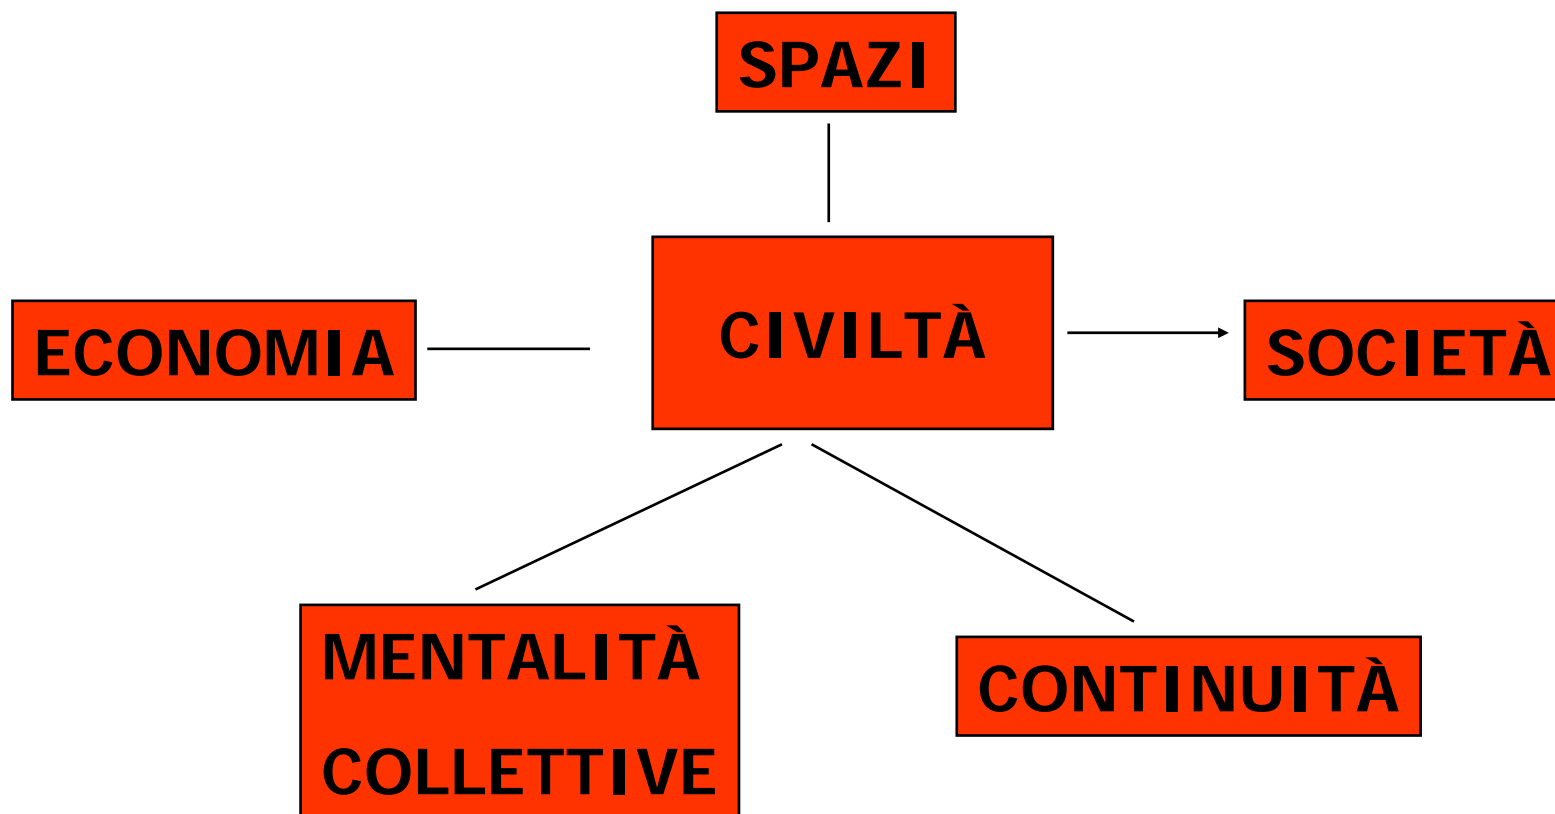 SPAZI
CIVILTÀ
ECONOMIA
SOCIETÀ
MENTALITÀ
COLLETTIVE
CONTINUITÀ